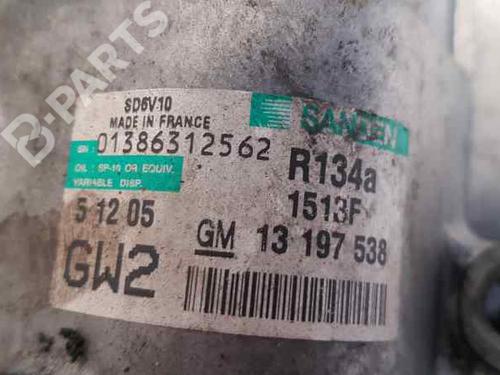 B-PARTS
SD6V10
MADE IN FRANCE
SANDEN
S/N: 01386312562
OIL : SP-10 OR EQUIV.
VARIABLE DISP.
R134a
5 12 05
1513F
GM 13 197 538
GW2